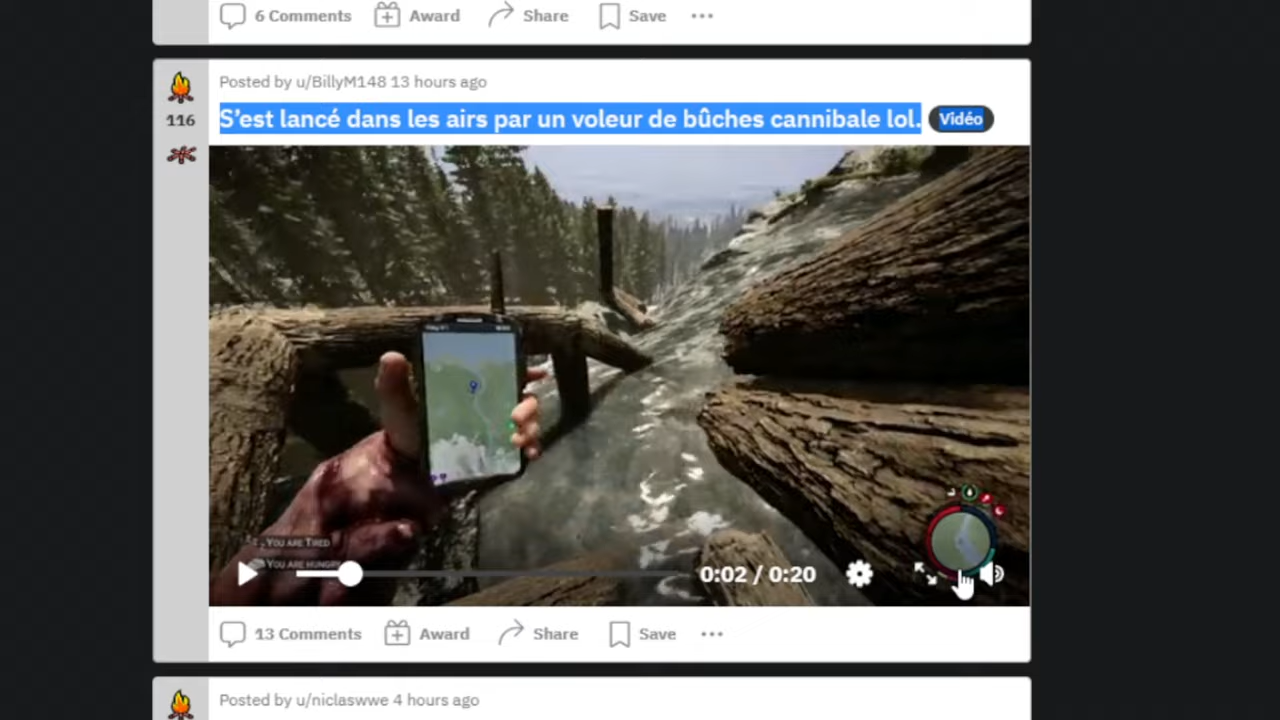 6 Comments Award Share Save
Posted by u/BillyM148 13 hours ago
116
S’est lancé dans les airs par un voleur de bûches cannibale lol. Vidéo
YOU ARE TIRED
YOU ARE HUNGRY
0:02 / 0:20
13 Comments Award Share Save
Posted by u/niclaswwe 4 hours ago